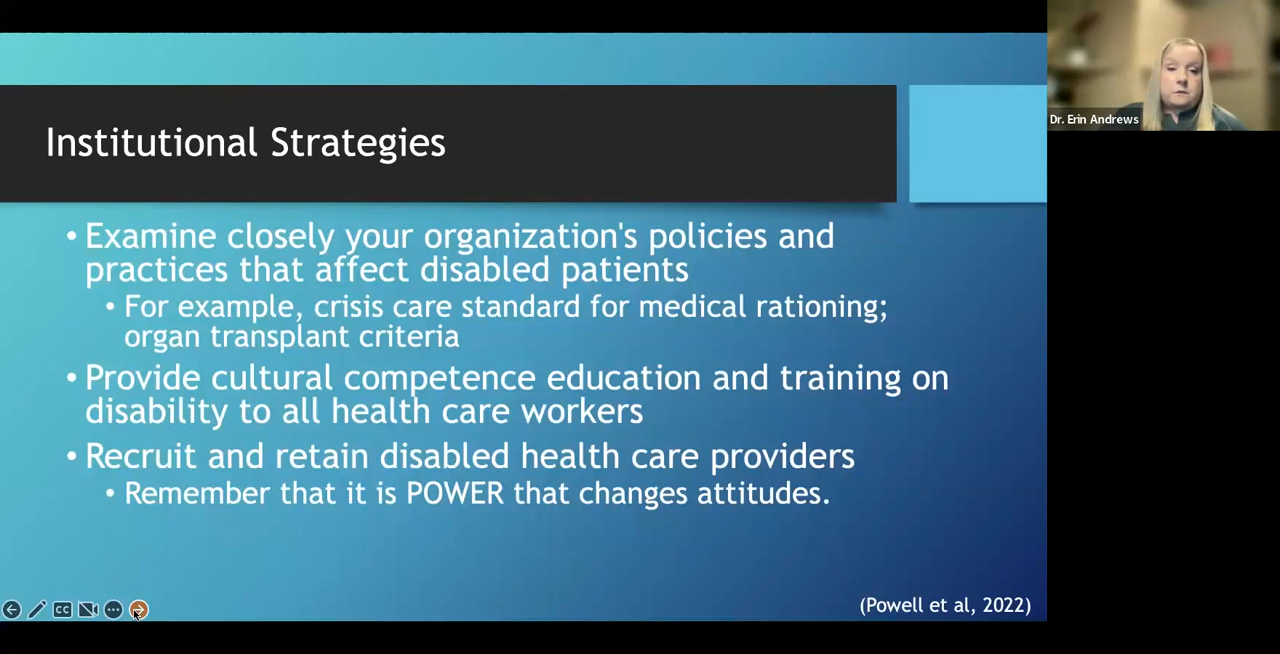 Institutional Strategies
• Examine closely your organization's policies and
practices that affect disabled patients
• For example, crisis care standard for medical rationing;
organ transplant criteria
• Provide cultural competence education and training on
disability to all health care workers
• Recruit and retain disabled health care providers
• Remember that it is POWER that changes attitudes.
(Powell et al, 2022)
CC
Dr. Erin Andrews